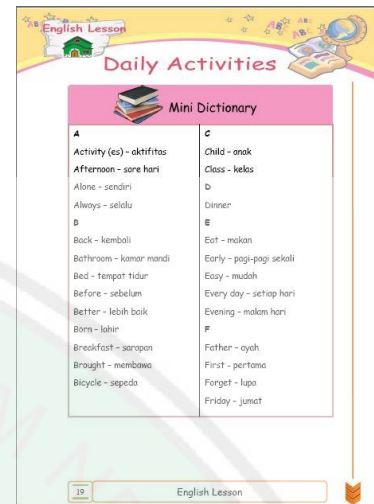 English Lesson
Daily Activities
Mini Dictionary
A
Activity (es) – aktifitas
Afternoon – sore hari
Alone – sendiri
Always – selalu
B
Back – kembali
Bathroom – kamar mandi
Bed – tempat tidur
Before – sebelum
Better – lebih baik
Born – lahir
Breakfast – sarapan
Brought – membawa
Bicycle – sepeda
C
Child – anak
Class - kelas
D
Dinner
E
Eat – makan
Early – pagi-pagi sekali
Easy – mudah
Every day – setiap hari
Evening – malam hari
F
Father – ayah
First – pertama
Forget – lupa
Friday – jumat
19
English Lesson